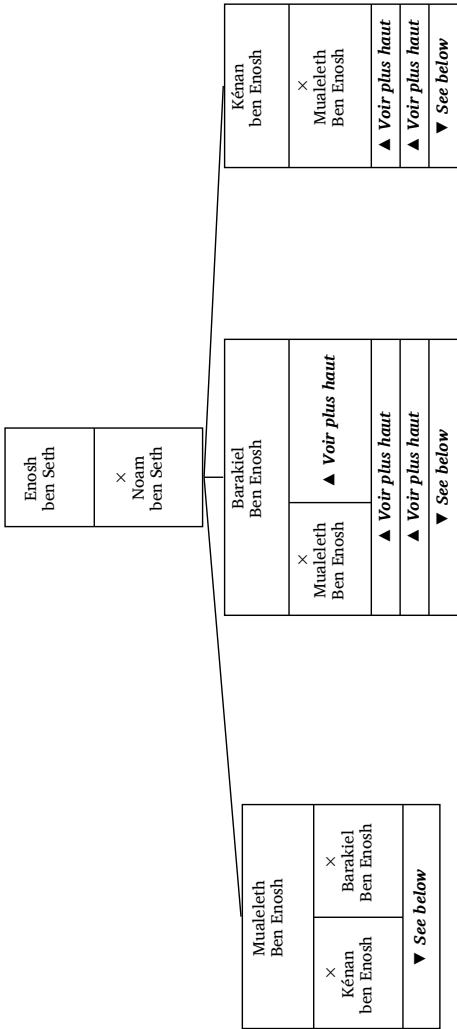 Enosh
ben Seth
×
Noam
ben Seth
Mualeleth
Ben Enosh
×
Kénan
ben Enosh
×
Barakiel
Ben Enosh
▼ See below
Barakiel
Ben Enosh
×
Mualeleth
Ben Enosh
▲ Voir plus haut
▲ Voir plus haut
▲ Voir plus haut
▼ See below
Kénan
ben Enosh
×
Mualeleth
Ben Enosh
▲ Voir plus haut
▲ Voir plus haut
▼ See below